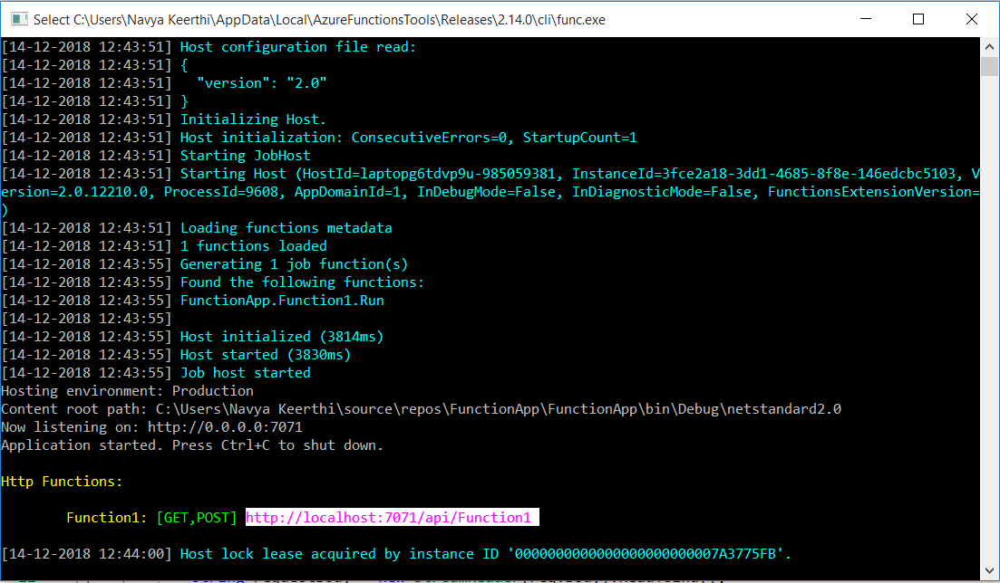 Select C:\Users\Navya Keerthi\AppData\Local\AzureFunctionsTools\Releases\2.14.0\cli\func.exe
[14-12-2018 12:43:51] Host configuration file read:
[14-12-2018 12:43:51] {
[14-12-2018 12:43:51]   "version": "2.0"
[14-12-2018 12:43:51] }
[14-12-2018 12:43:51] Initializing Host.
[14-12-2018 12:43:51] Host initialization: ConsecutiveErrors=0, StartupCount=1
[14-12-2018 12:43:51] Starting JobHost
[14-12-2018 12:43:51] Starting Host (HostId=laptopg6tdvp9u-985059381, InstanceId=3fce2a18-3dd1-4685-8f8e-146edcbc5103, V
ersion=2.0.12210.0, ProcessId=9608, AppDomainId=1, InDebugMode=False, InDiagnosticMode=False, FunctionsExtensionVersion=
)
[14-12-2018 12:43:51] Loading functions metadata
[14-12-2018 12:43:51] 1 functions loaded
[14-12-2018 12:43:55] Generating 1 job function(s)
[14-12-2018 12:43:55] Found the following functions:
[14-12-2018 12:43:55] FunctionApp.Function1.Run
[14-12-2018 12:43:55]
[14-12-2018 12:43:55] Host initialized (3814ms)
[14-12-2018 12:43:55] Host started (3830ms)
[14-12-2018 12:43:55] Job host started
Hosting environment: Production
Content root path: C:\Users\Navya Keerthi\source\repos\FunctionApp\FunctionApp\bin\Debug\netstandard2.0
Now listening on: http://0.0.0.0:7071
Application started. Press Ctrl+C to shut down.
Http Functions:
Function1: [GET,POST] http://localhost:7071/api/Function1
[14-12-2018 12:44:00] Host lock lease acquired by instance ID '0000000000000000000000007A3775FB'.